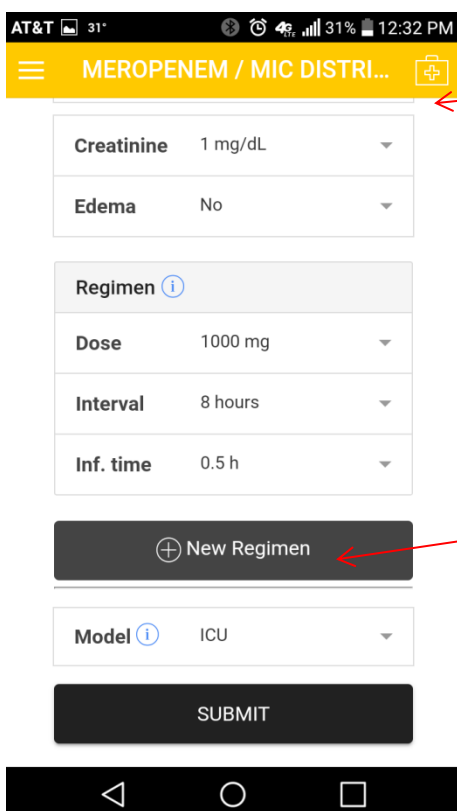 AT&T 31° 4G LTE 31% 12:32 PM
MEROPENEM / MIC DISTRI...
Creatinine 1 mg/dL
Edema No
Regimen i
Dose 1000 mg
Interval 8 hours
Inf. time 0.5 h
New Regimen
Model i ICU
SUBMIT